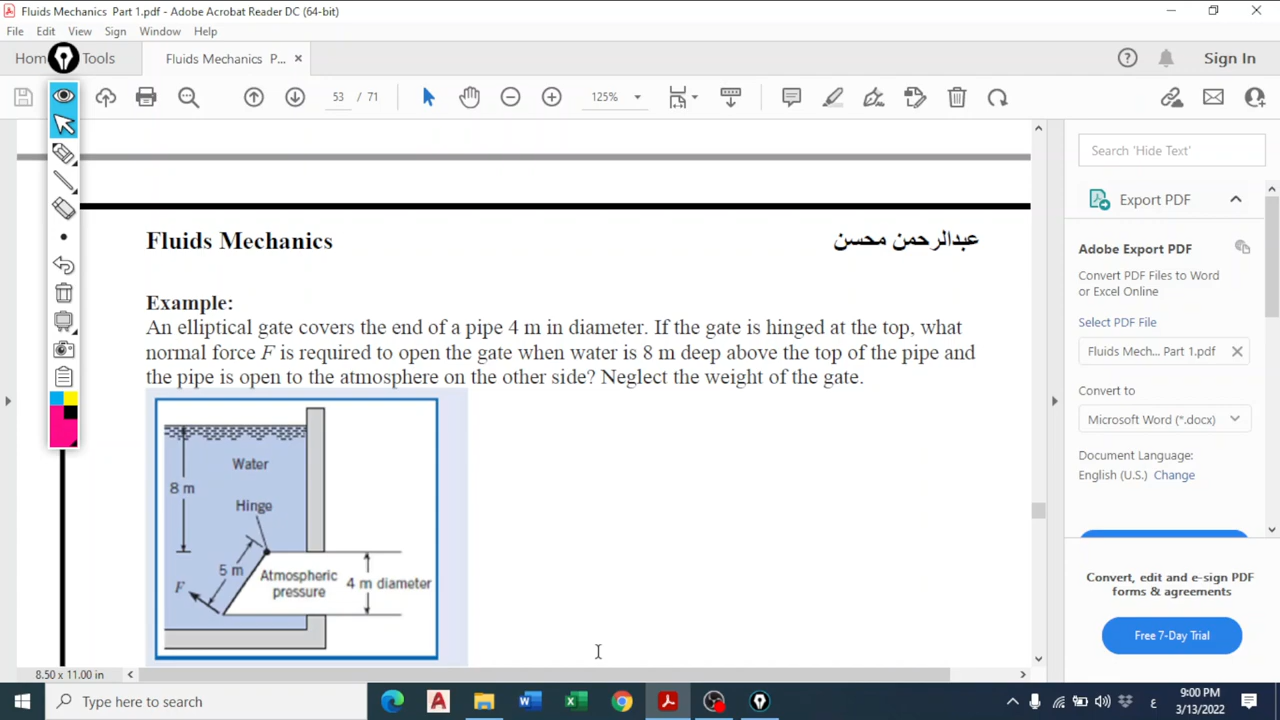 Fluids Mechanics Part 1.pdf - Adobe Acrobat Reader DC (64-bit)
File Edit View Sign Window Help
Hom Tools Fluids Mechanics P... × Sign In
53 / 71 125%
Search 'Hide Text'
Export PDF
Adobe Export PDF
Convert PDF Files to Word
or Excel Online
Select PDF File
Fluids Mech... Part 1.pdf
Convert to
Microsoft Word (*.docx)
Document Language:
English (U.S.) Change
Convert, edit and e-sign PDF
forms & agreements
Free 7-Day Trial
Fluids Mechanics عبدالرحمن محسن
Example:
An elliptical gate covers the end of a pipe 4 m in diameter. If the gate is hinged at the top, what
normal force F is required to open the gate when water is 8 m deep above the top of the pipe and
the pipe is open to the atmosphere on the other side? Neglect the weight of the gate.
Water
8 m
Hinge
5 m
F
Atmospheric
pressure
4 m diameter
8.50 x 11.00 in
Type here to search
ع
9:00 PM
3/13/2022